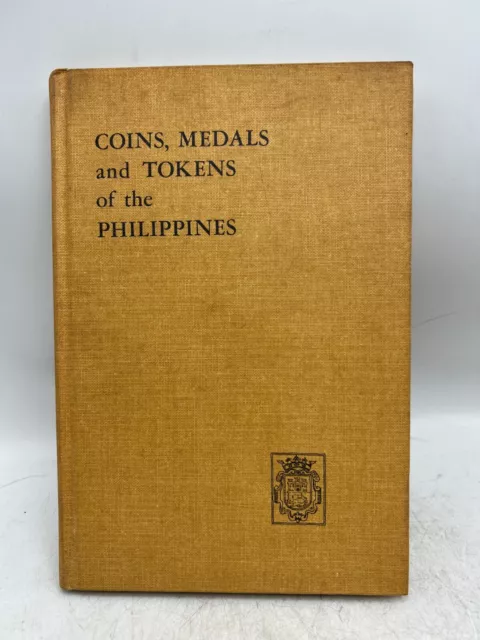 COINS, MEDALS
and TOKENS
of the
PHILIPPINES